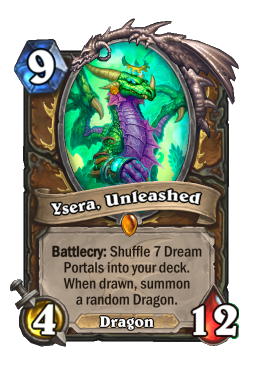 9
Ysera, Unleashed
Battlecry: Shuffle 7 Dream
Portals into your deck.
When drawn, summon
a random Dragon.
4
Dragon
12